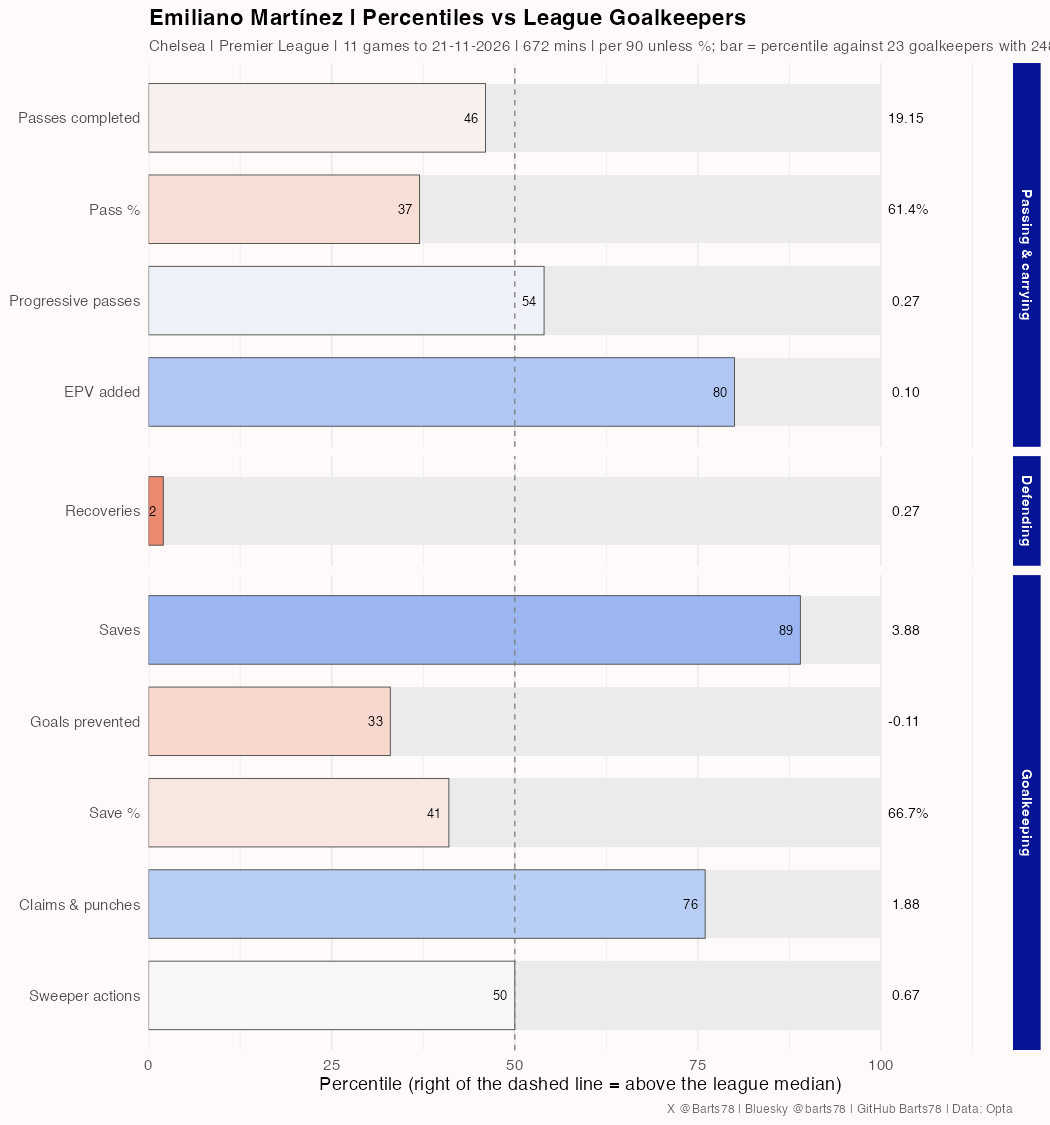 Emiliano Martínez | Percentiles vs League Goalkeepers
Chelsea | Premier League | 11 games to 21-11-2026 | 672 mins | per 90 unless %; bar = percentile against 23 goalkeepers with
Passes completed 46 19.15
Pass % 37 61.4%
Progressive passes 54 0.27
EPV added 80 0.10
Passing & carrying
Recoveries 2 0.27
Defending
Saves 89 3.88
Goals prevented 33 -0.11
Save % 41 66.7%
Claims & punches 76 1.88
Sweeper actions 50 0.67
Goalkeeping
0 25 50 75 100
Percentile (right of the dashed line = above the league median)
X @Barts78 | Bluesky @barts78 | GitHub Barts78 | Data: Opta